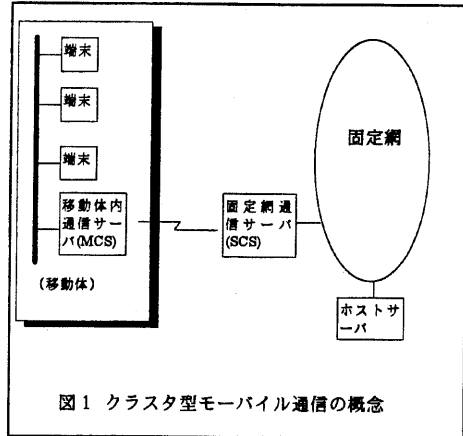 端末
端末
端末
移動体内
通信サー
バ(MCS)
(移動体)
固定網通
信サーバ
(SCS)
固定網
ホストサ
ーバ
図1 クラスタ型モーバイル通信の概念